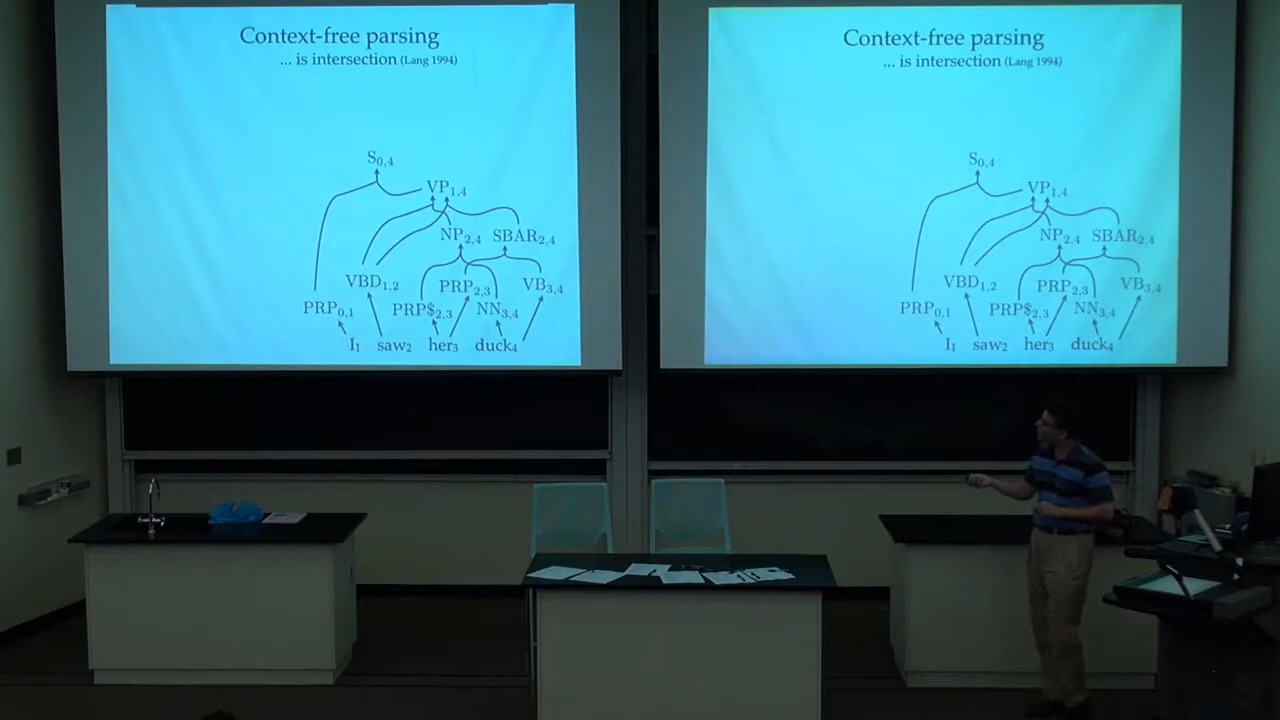 Context-free parsing
... is intersection (Lang 1994)
S0,4
VP1,4
NP2,4 SBAR2,4
VBD1,2 PRP2,3 VB3,4
PRP0,1 PRP$2,3 NN3,4
I1 saw2 her3 duck4
Context-free parsing
... is intersection (Lang 1994)
S0,4
VP1,4
NP2,4 SBAR2,4
VBD1,2 PRP2,3 VB3,4
PRP0,1 PRP$2,3 NN3,4
I1 saw2 her3 duck4